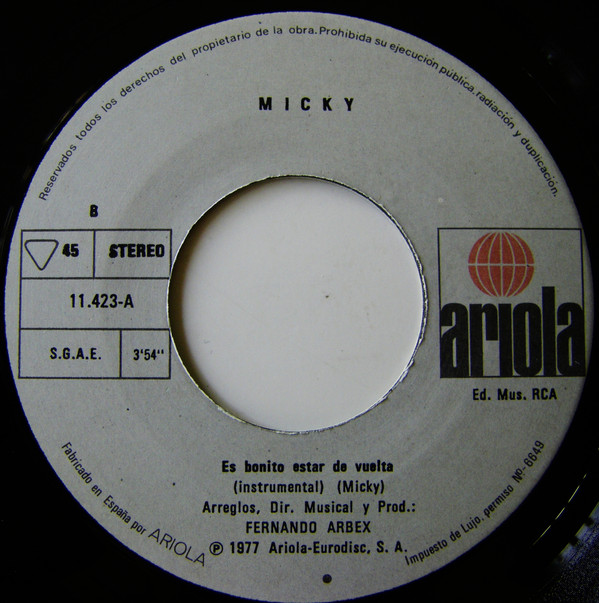 Reservados todos los derechos del propietario de la obra. Prohibida su ejecución pública, radiación y duplicación.
MICKY
B
45 STEREO
11.423-A
S.G.A.E. 3'54''
ariola
Ed. Mus. RCA
Es bonito estar de vuelta
(instrumental) (Micky)
Arreglos, Dir. Musical y Prod.:
FERNANDO ARBEX
℗ 1977 Ariola-Eurodisc, S. A.
Fabricado en España por ARIOLA
Impuesto de Lujo, permiso Nº-6649